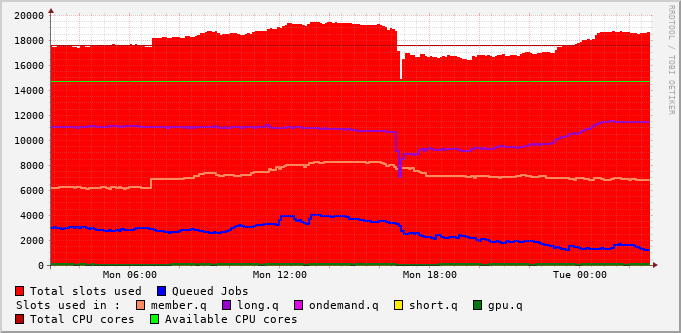 RRDTOOL / TOBI OETIKER
20000
18000
16000
14000
12000
10000
8000
6000
4000
2000
0
Mon 06:00 Mon 12:00 Mon 18:00 Tue 00:00
Total slots used Queued Jobs
Slots used in : member.q long.q ondemand.q short.q gpu.q
Total CPU cores Available CPU cores